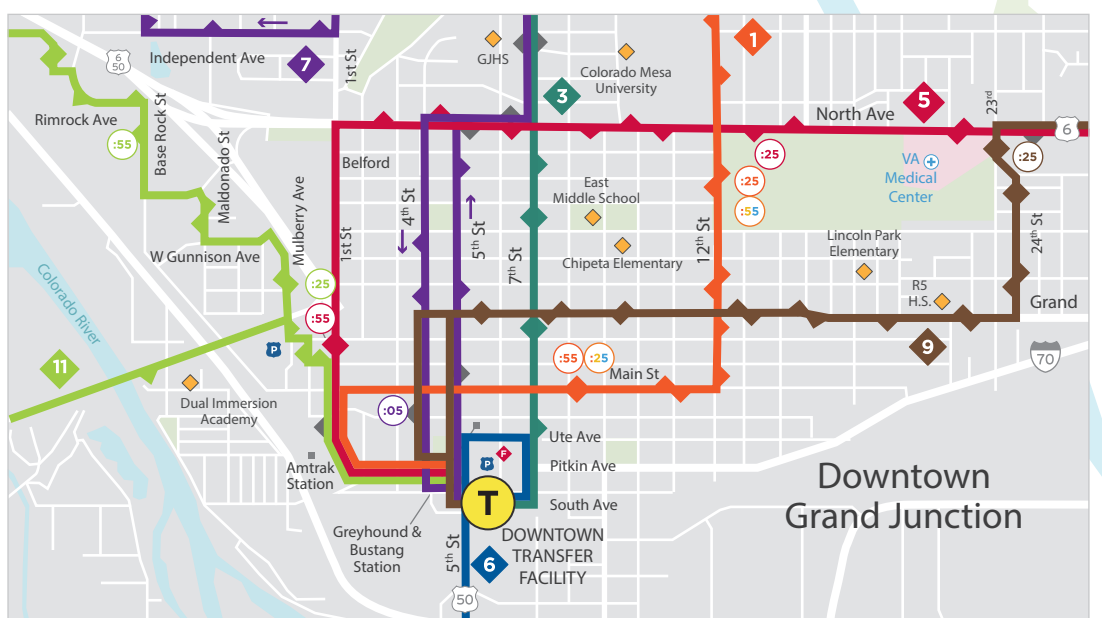 1
6
50
Independent Ave
7
1st St
GJHS
Colorado Mesa
University
3
5
23rd
North Ave
6
Rimrock Ave
:55
Base Rock St
Maldonado St
Belford
:25
:25
:55
VA
Medical
Center
:25
East
Middle School
4th St
5th St
7th St
12th St
24th St
Mulberry Ave
1st St
W Gunnison Ave
Chipeta Elementary
Lincoln Park
Elementary
R5
H.S.
Grand
Colorado River
:25
:55
P
11
:55
:25
Main St
9
70
Dual Immersion
Academy
:05
Ute Ave
F
P
Pitkin Ave
Amtrak
Station
T
South Ave
Downtown
Grand Junction
Greyhound &
Bustang
Station
5th St
DOWNTOWN
TRANSFER
FACILITY
6
50